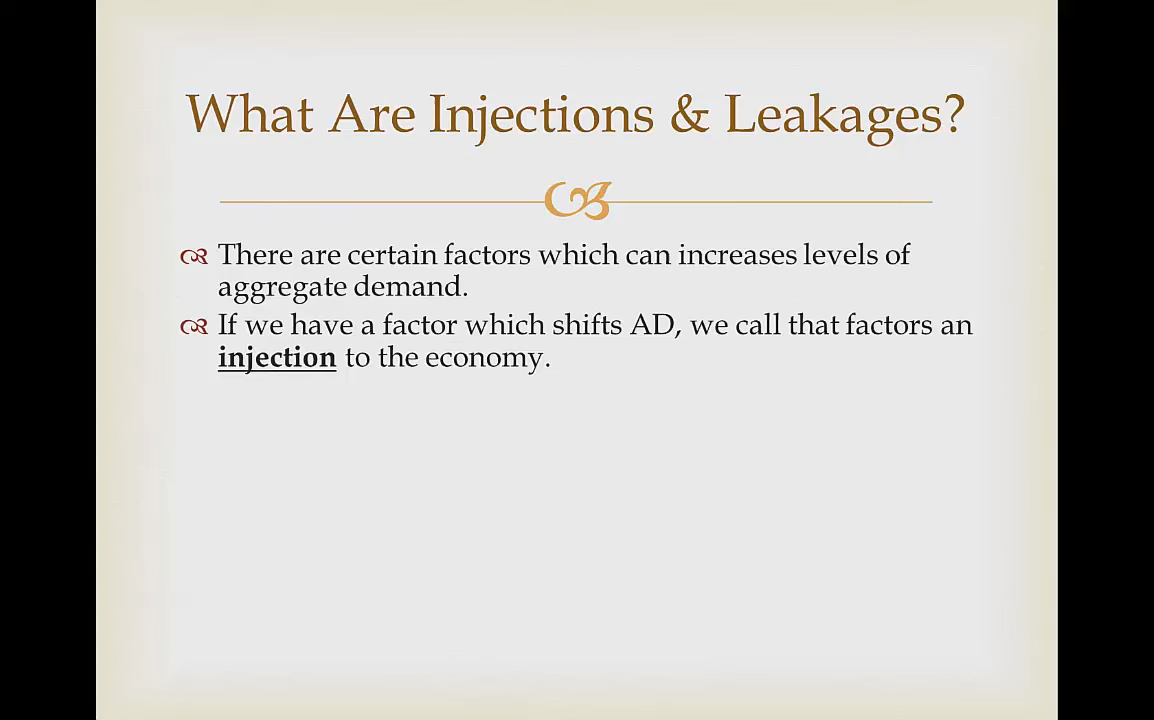 What Are Injections & Leakages?
There are certain factors which can increases levels of
aggregate demand.
If we have a factor which shifts AD, we call that factors an
injection to the economy.